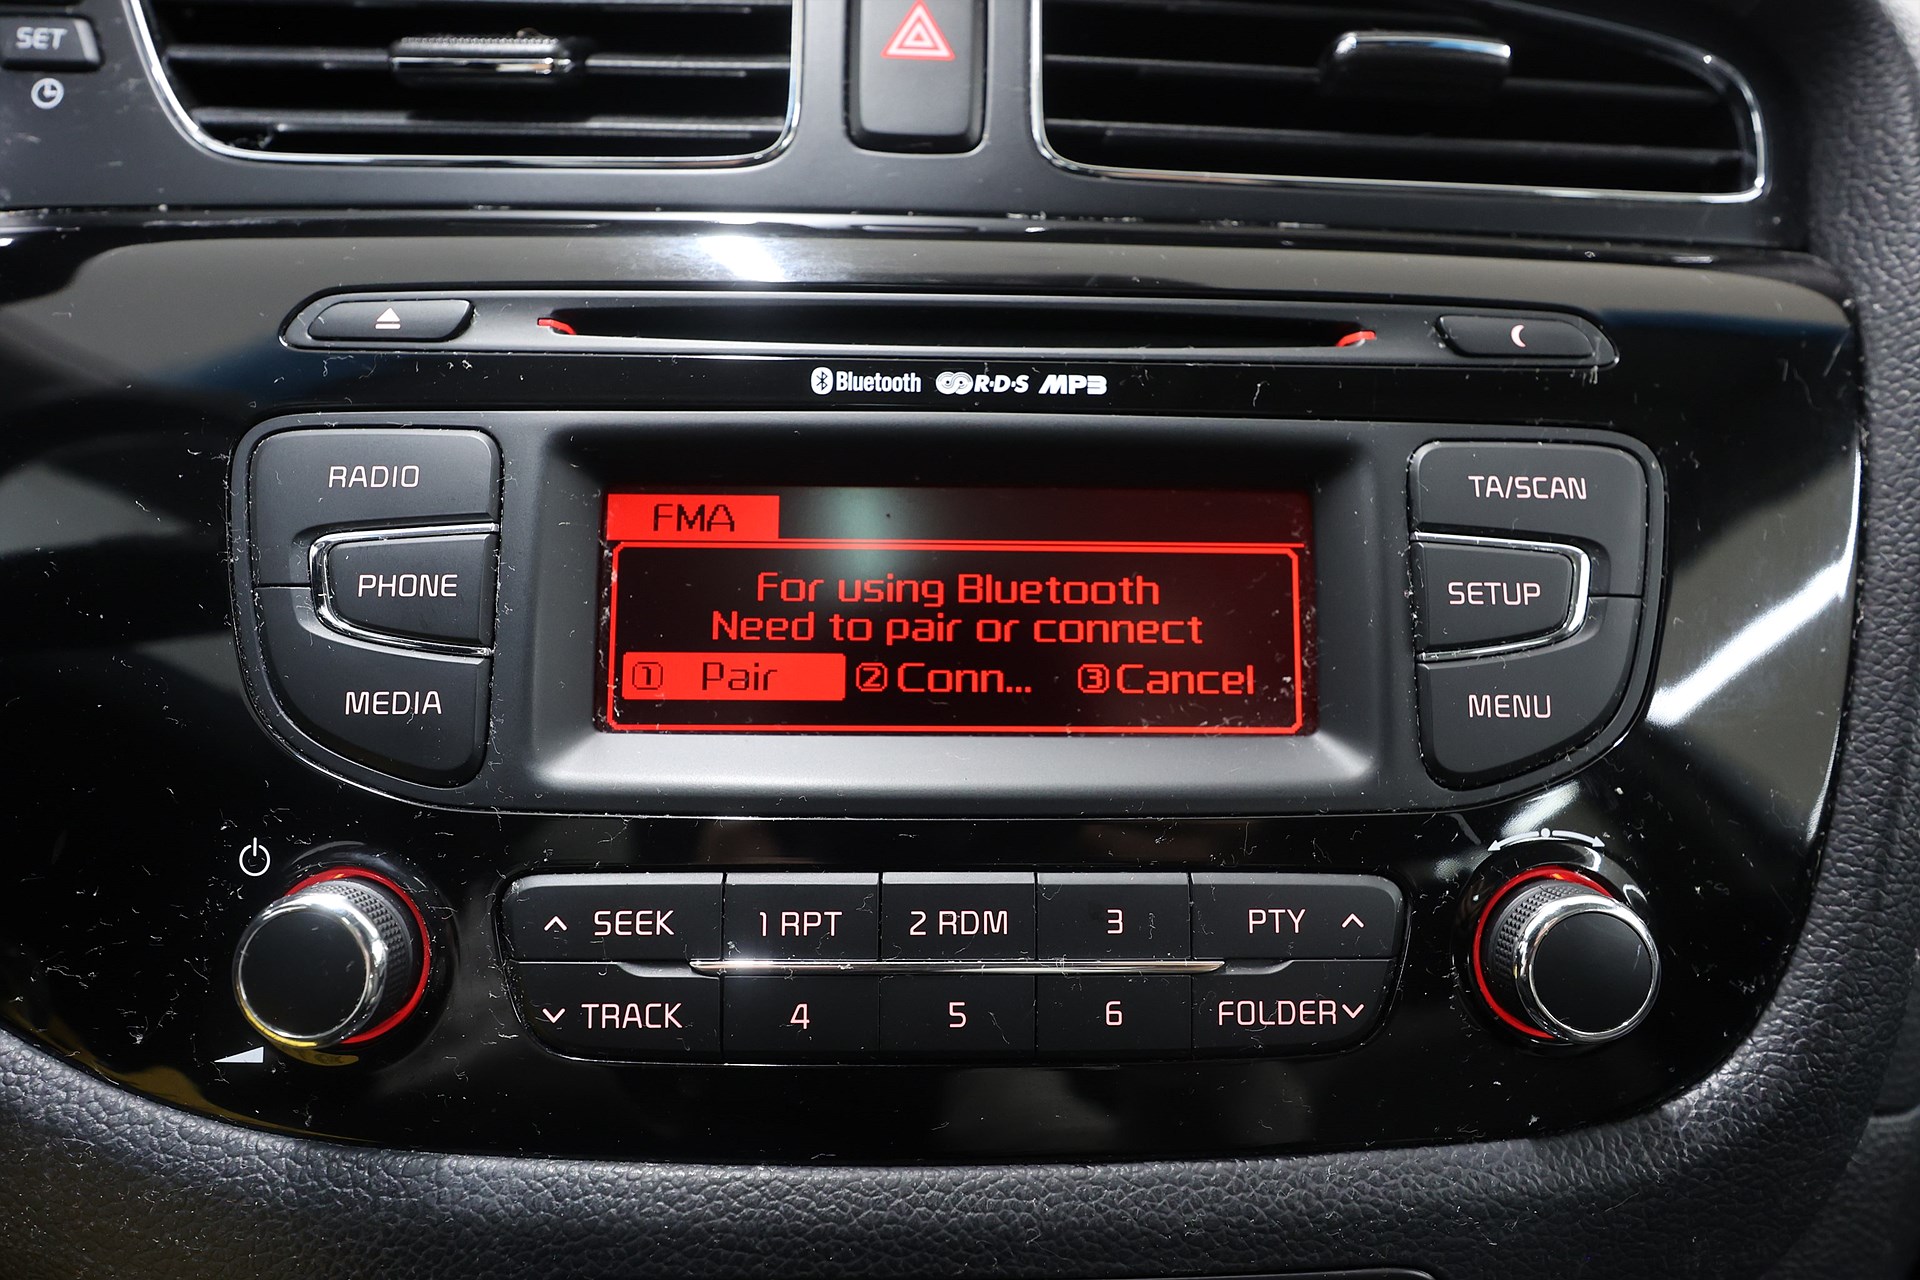 SET
Bluetooth R·D·S MP3
RADIO
PHONE
MEDIA
FMA
For using Bluetooth
Need to pair or connect
① Pair ② Conn... ③ Cancel
TA/SCAN
SETUP
MENU
SEEK 1 RPT 2 RDM 3 PTY
TRACK 4 5 6 FOLDER